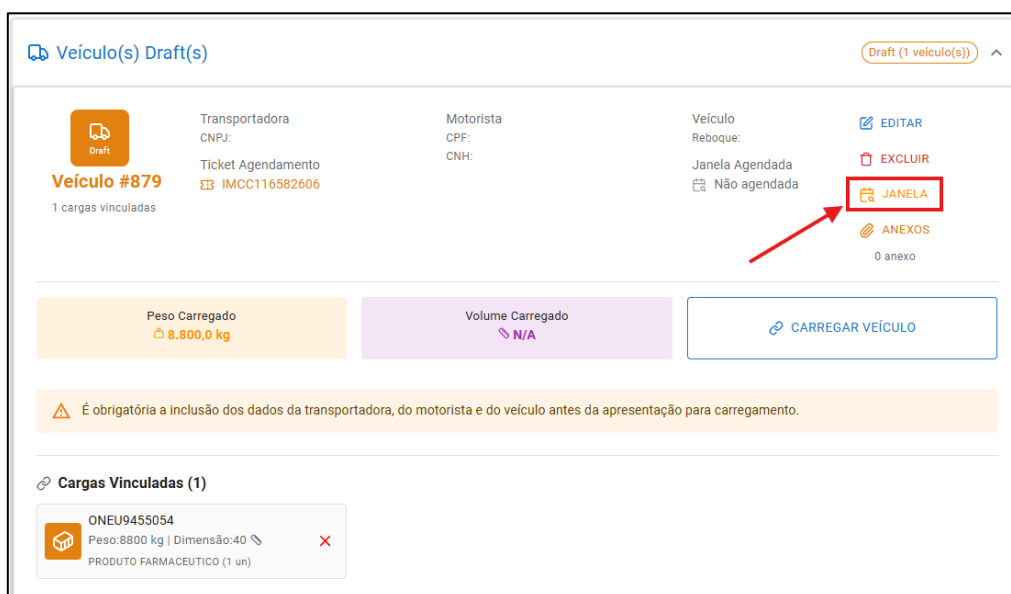 Veículo(s) Draft(s)
Draft (1 veículo(s))
Draft
Veículo #879
1 cargas vinculadas
Transportadora
CNPJ:
Ticket Agendamento
IMCC116582606
Motorista
CPF:
CNH:
Veículo
Reboque:
Janela Agendada
Não agendada
EDITAR
EXCLUIR
JANELA
ANEXOS
0 anexo
Peso Carregado
8.800,0 kg
Volume Carregado
N/A
CARREGAR VEÍCULO
É obrigatória a inclusão dos dados da transportadora, do motorista e do veículo antes da apresentação para carregamento.
Cargas Vinculadas (1)
ONEU9455054
Peso:8800 kg | Dimensão:40
PRODUTO FARMACEUTICO (1 un)